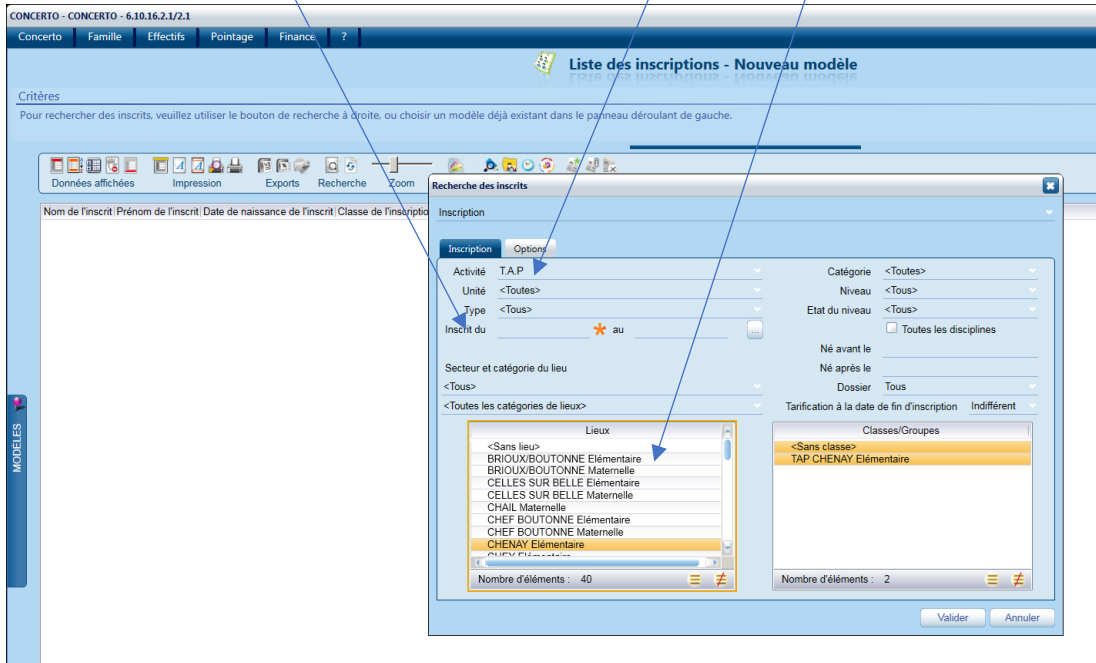 CONCERTO - CONCERTO - 6.10.16.2.1/2.1
Concerto Famille Effectifs Pointage Finance ?
Liste des inscriptions - Nouveau modèle
Critères
Pour rechercher des inscrits, veuillez utiliser le bouton de recherche à droite, ou choisir un modèle déjà existant dans le panneau déroulant de gauche.
Données affichées Impression Exports Recherche Zoom
Nom de l'inscrit Prénom de l'inscrit Date de naissance de l'inscrit Classe de l'inscriptio
MODÈLES
Recherche des inscrits
Inscription
Inscription Options
Activité T.A.P Catégorie <Toutes>
Unité <Toutes> Niveau <Tous>
Type <Tous> Etat du niveau <Tous>
Inscrit du * au ... Toutes les disciplines
Né avant le
Secteur et catégorie du lieu Né après le
<Tous> Dossier Tous
<Toutes les catégories de lieux> Tarification à la date de fin d'inscription Indifférent
Lieux Classes/Groupes
<Sans lieu> <Sans classe>
BRIOUX/BOUTONNE Elémentaire TAP CHENAY Elémentaire
BRIOUX/BOUTONNE Maternelle
CELLES SUR BELLE Elémentaire
CELLES SUR BELLE Maternelle
CHAIL Maternelle
CHEF BOUTONNE Elémentaire
CHEF BOUTONNE Maternelle
CHENAY Elémentaire
CHEY Elémentaire
Nombre d'éléments : 40 Nombre d'éléments : 2
Valider Annuler